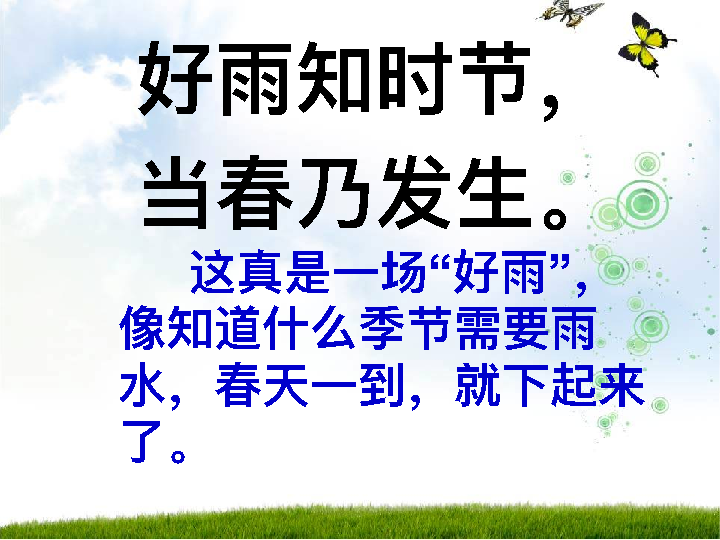 好雨知时节，
当春乃发生。
这真是一场“好雨”，
像知道什么季节需要雨
水，春天一到，就下起来
了。